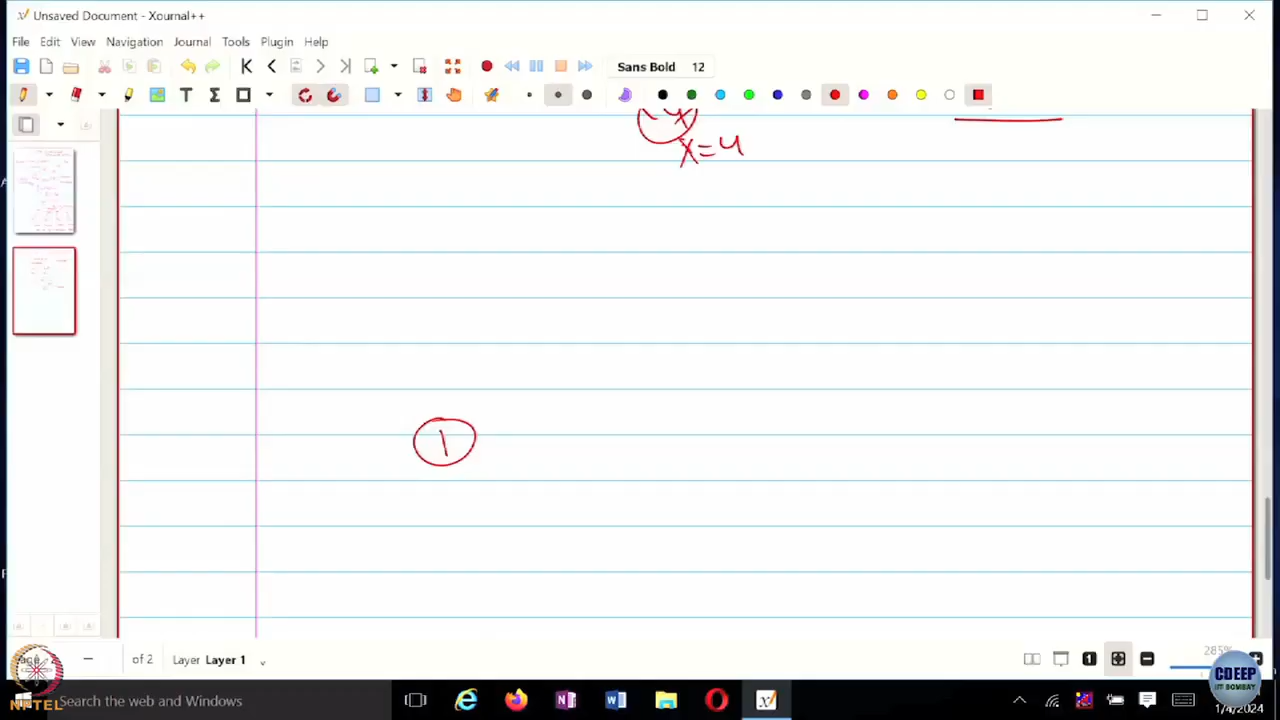 Unsaved Document - Xournal++
File Edit View Navigation Journal Tools Plugin Help
Sans Bold 12
x=4
1
of 2 Layer Layer 1
285%
Search the web and Windows
NPTEL
CDEEP
IIT BOMBAY
1/4/2024